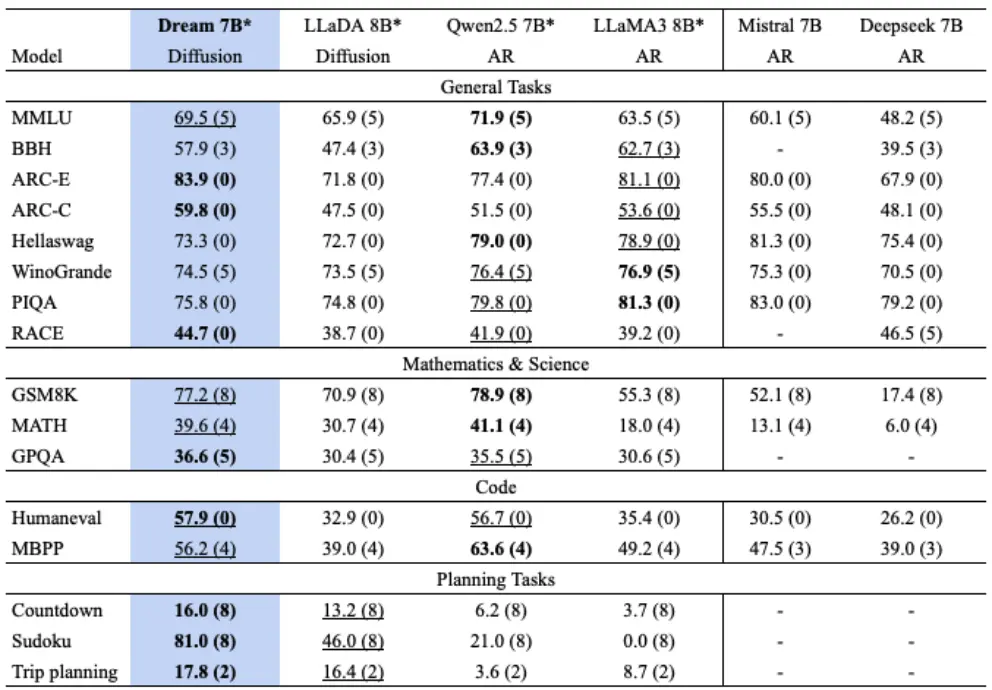 Dream 7B* LLaDA 8B* Qwen2.5 7B* LLaMA3 8B* Mistral 7B Deepseek 7B
Model Diffusion Diffusion AR AR AR AR
General Tasks
MMLU 69.5 (5) 65.9 (5) 71.9 (5) 63.5 (5) 60.1 (5) 48.2 (5)
BBH 57.9 (3) 47.4 (3) 63.9 (3) 62.7 (3) - 39.5 (3)
ARC-E 83.9 (0) 71.8 (0) 77.4 (0) 81.1 (0) 80.0 (0) 67.9 (0)
ARC-C 59.8 (0) 47.5 (0) 51.5 (0) 53.6 (0) 55.5 (0) 48.1 (0)
Hellaswag 73.3 (0) 72.7 (0) 79.0 (0) 78.9 (0) 81.3 (0) 75.4 (0)
WinoGrande 74.5 (5) 73.5 (5) 76.4 (5) 76.9 (5) 75.3 (0) 70.5 (0)
PIQA 75.8 (0) 74.8 (0) 79.8 (0) 81.3 (0) 83.0 (0) 79.2 (0)
RACE 44.7 (0) 38.7 (0) 41.9 (0) 39.2 (0) - 46.5 (5)
Mathematics & Science
GSM8K 77.2 (8) 70.9 (8) 78.9 (8) 55.3 (8) 52.1 (8) 17.4 (8)
MATH 39.6 (4) 30.7 (4) 41.1 (4) 18.0 (4) 13.1 (4) 6.0 (4)
GPQA 36.6 (5) 30.4 (5) 35.5 (5) 30.6 (5) - -
Code
Humaneval 57.9 (0) 32.9 (0) 56.7 (0) 35.4 (0) 30.5 (0) 26.2 (0)
MBPP 56.2 (4) 39.0 (4) 63.6 (4) 49.2 (4) 47.5 (3) 39.0 (3)
Planning Tasks
Countdown 16.0 (8) 13.2 (8) 6.2 (8) 3.7 (8) - -
Sudoku 81.0 (8) 46.0 (8) 21.0 (8) 0.0 (8) - -
Trip planning 17.8 (2) 16.4 (2) 3.6 (2) 8.7 (2) - -